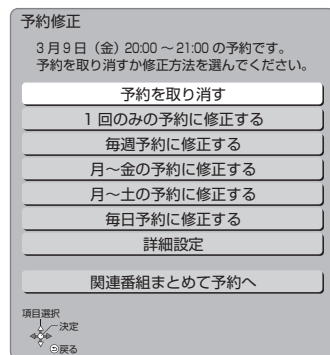 予約修正
3月9日（金）20:00～21:00の予約です。
予約を取り消すか修正方法を選んでください。
予約を取り消す
1回のみの予約に修正する
毎週予約に修正する
月～金の予約に修正する
月～土の予約に修正する
毎日予約に修正する
詳細設定
関連番組まとめて予約へ
項目選択
決定
戻る